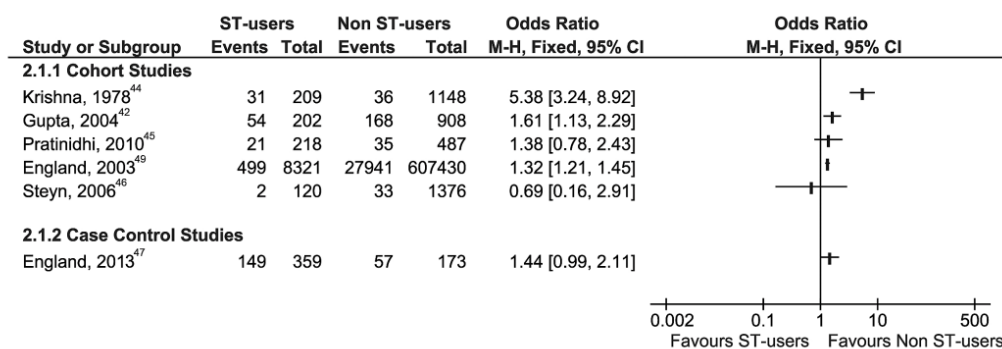 ST-users Non ST-users Odds Ratio Odds Ratio
Study or Subgroup Events Total Events Total M-H, Fixed, 95% CI M-H, Fixed, 95% CI
2.1.1 Cohort Studies
Krishna, 1978⁴⁴ 31 209 36 1148 5.38 [3.24, 8.92]
Gupta, 2004⁴² 54 202 168 908 1.61 [1.13, 2.29]
Pratinidhi, 2010⁴⁵ 21 218 35 487 1.38 [0.78, 2.43]
England, 2003⁴⁹ 499 8321 27941 607430 1.32 [1.21, 1.45]
Steyn, 2006⁴⁶ 2 120 33 1376 0.69 [0.16, 2.91]
2.1.2 Case Control Studies
England, 2013⁴⁷ 149 359 57 173 1.44 [0.99, 2.11]
0.002 0.1 1 10 500
Favours ST-users Favours Non ST-users